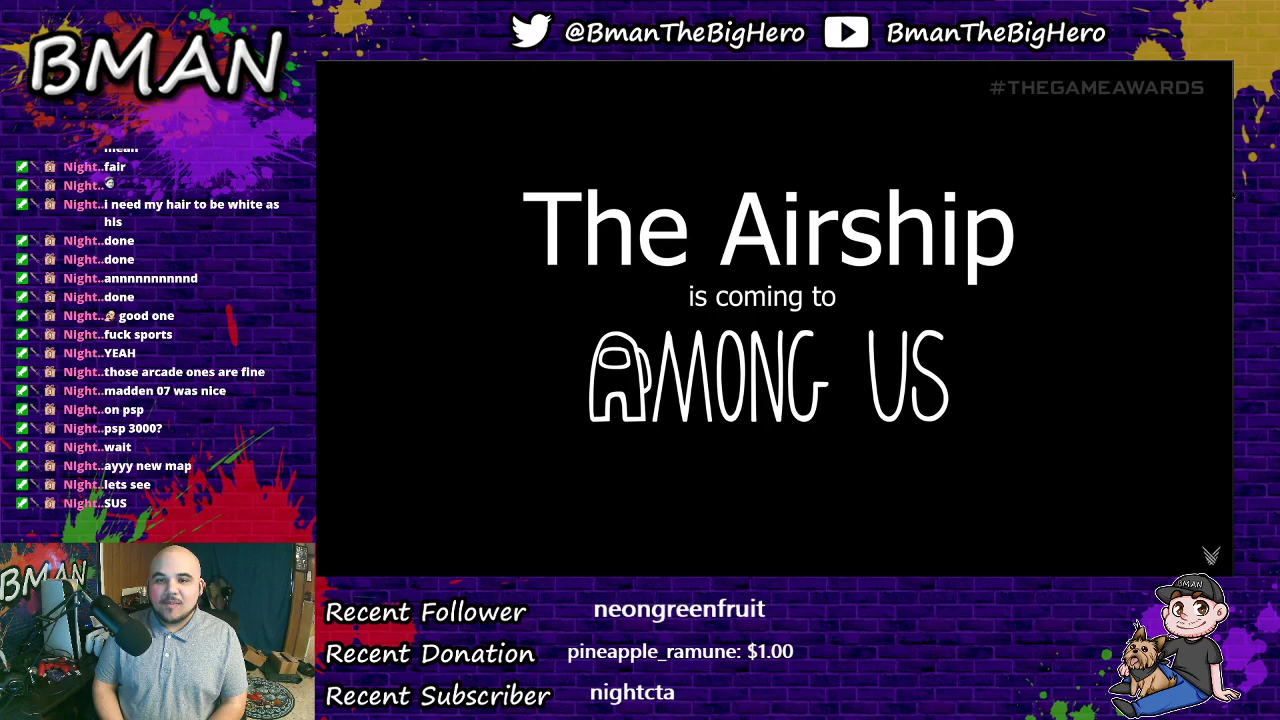 BMAN
@BmanTheBigHero
BmanTheBigHero
#THEGAMEAWARDS
The Airship
is coming to
AMONG US
mean
Night..fair
Night..
Night..i need my hair to be white as
his
Night..done
Night..done
Night..annnnnnnnnd
Night..done
Night.. good one
Night..fuck sports
Night..YEAH
Night..those arcade ones are fine
Night..madden 07 was nice
Night..on psp
Night..psp 3000?
Night..wait
Night..ayyy new map
Night..lets see
Night..SUS
BMAN
Recent Follower neongreenfruit
Recent Donation pineapple_ramune: $1.00
Recent Subscriber nightcta
BMAN